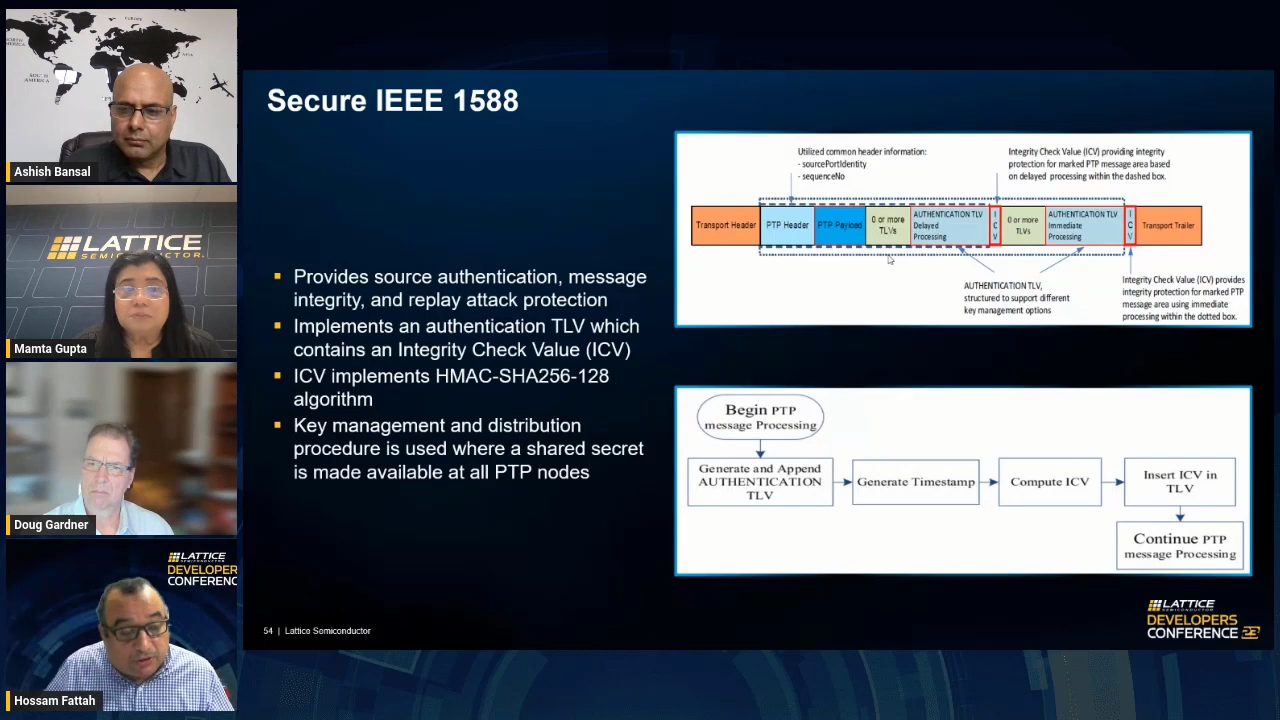 NORTH
AMERICA
EUROPE
ASIA
SOUTH
AMERICA
Ashish Bansal
LATTICE
SEMICONDUCTOR
Mamta Gupta
Doug Gardner
LATTICE
DEVELOPERS
CONFERENC
Hossam Fattah
Secure IEEE 1588
Provides source authentication, message
integrity, and replay attack protection
Implements an authentication TLV which
contains an Integrity Check Value (ICV)
ICV implements HMAC-SHA256-128
algorithm
Key management and distribution
procedure is used where a shared secret
is made available at all PTP nodes
Utilized common header information:
- sourcePortIdentity
- sequenceNo
Integrity Check Value (ICV) providing integrity
protection for marked PTP message area based
on delayed processing within the dashed box.
Transport Header
PTP Header
PTP Payload
0 or more
TLVs
AUTHENTICATION TLV
Delayed
Processing
I
C
V
0 or more
TLVs
AUTHENTICATION TLV
Immediate
Processing
I
C
V
Transport Trailer
AUTHENTICATION TLV,
structured to support different
key management options
Integrity Check Value (ICV) provides
integrity protection for marked PTP
message area using immediate
processing within the dotted box.
Begin PTP
message Processing
Generate and Append
AUTHENTICATION
TLV
Generate Timestamp
Compute ICV
Insert ICV in
TLV
Continue PTP
message Processing
54 | Lattice Semiconductor
LATTICE
SEMICONDUCTOR
DEVELOPERS
CONFERENCE 23